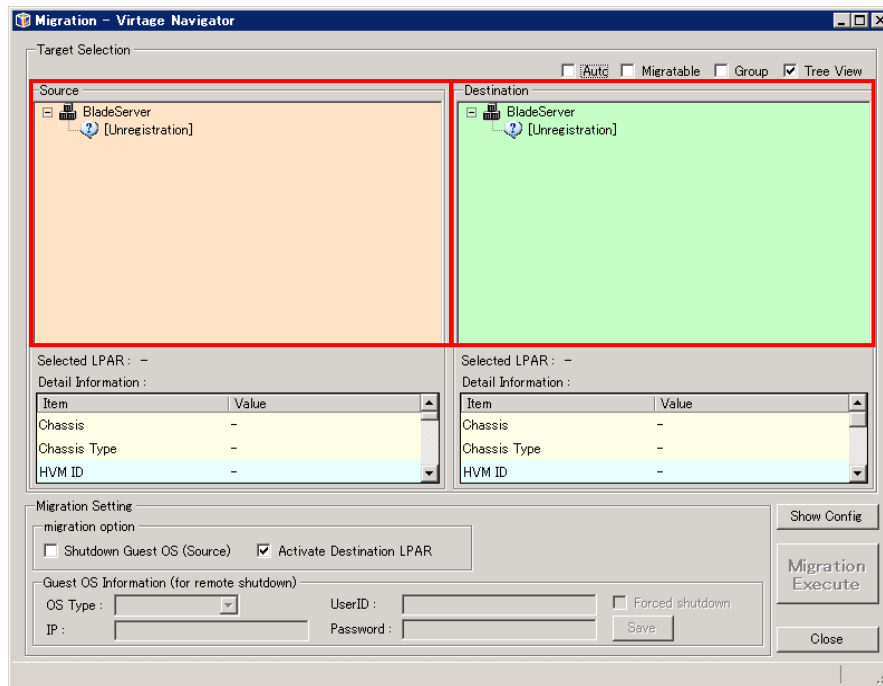 Migration - Virtage Navigator
Target Selection
Auto Migratable Group Tree View
Source
BladeServer
[Unregistration]
Destination
BladeServer
[Unregistration]
Selected LPAR : -
Detail Information :
Item Value
Chassis -
Chassis Type -
HVM ID -
Selected LPAR : -
Detail Information :
Item Value
Chassis -
Chassis Type -
HVM ID -
Migration Setting
migration option
Shutdown Guest OS (Source) Activate Destination LPAR
Guest OS Information (for remote shutdown)
OS Type : UserID : Forced shutdown
IP : Password : Save
Show Config
Migration
Execute
Close